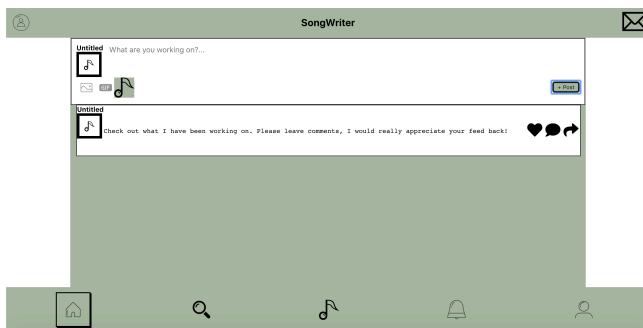 SongWriter
Untitled
What are you working on?...
GIF
+ Post
Untitled
Check out what I have been working on. Please leave comments, I would really appreciate your feed back!